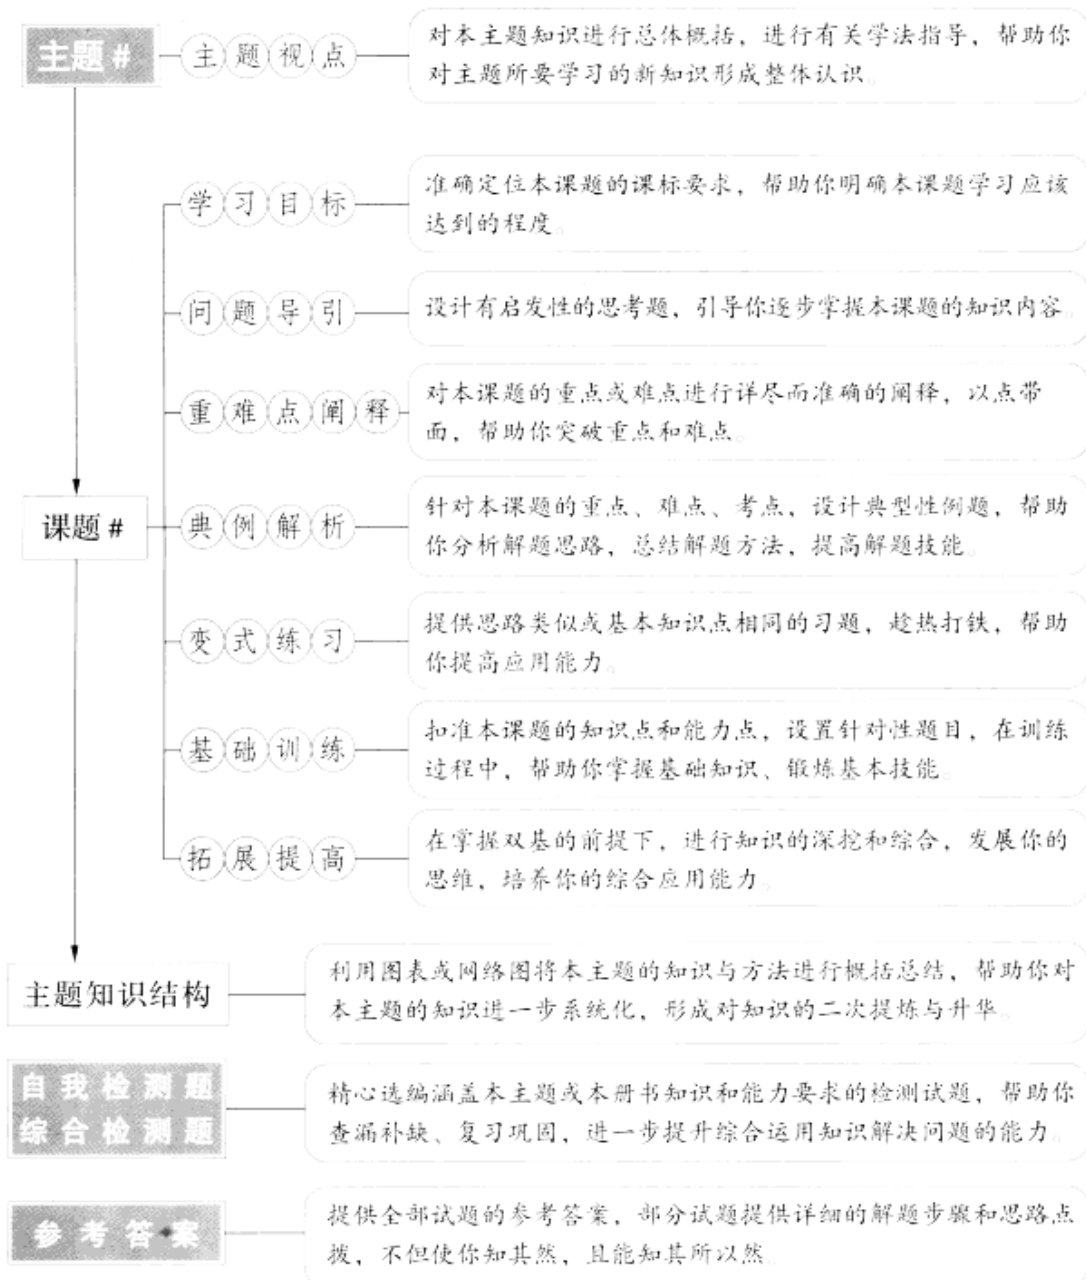 主题#
主题视点
对本主题知识进行总体概括，进行有关学法指导，帮助你
对主题所要学习的新知识形成整体认识。
学习目标
准确定位本课题的课标要求，帮助你明确本课题学习应该
达到的程度。
问题导引
设计有启发性的思考题，引导你逐步掌握本课题的知识内容。
重难点阐释
对本课题的重点或难点进行详尽而准确的阐释，以点带
面，帮助你突破重点和难点。
课题#
典例解析
针对本课题的重点、难点、考点，设计典型性例题，帮助
你分析解题思路，总结解题方法，提高解题技能。
变式练习
提供思路类似或基本知识点相同的习题，趁热打铁，帮助
你提高应用能力。
基础训练
扣准本课题的知识点和能力点，设置针对性题目，在训练
过程中，帮助你掌握基础知识、锻炼基本技能。
拓展提高
在掌握双基的前提下，进行知识的深挖和综合，发展你的
思维，培养你的综合应用能力。
主题知识结构
利用图表或网络图将本主题的知识与方法进行概括总结，帮助你对
本主题的知识进一步系统化，形成对知识的二次提炼与升华。
自我检测题
综合检测题
精心选编涵盖本主题或本册书知识和能力要求的检测试题，帮助你
查漏补缺、复习巩固，进一步提升综合运用知识解决问题的能力。
参考答案
提供全部试题的参考答案，部分试题提供详细的解题步骤和思路点
拨，不但使你知其然，且能知其所以然。